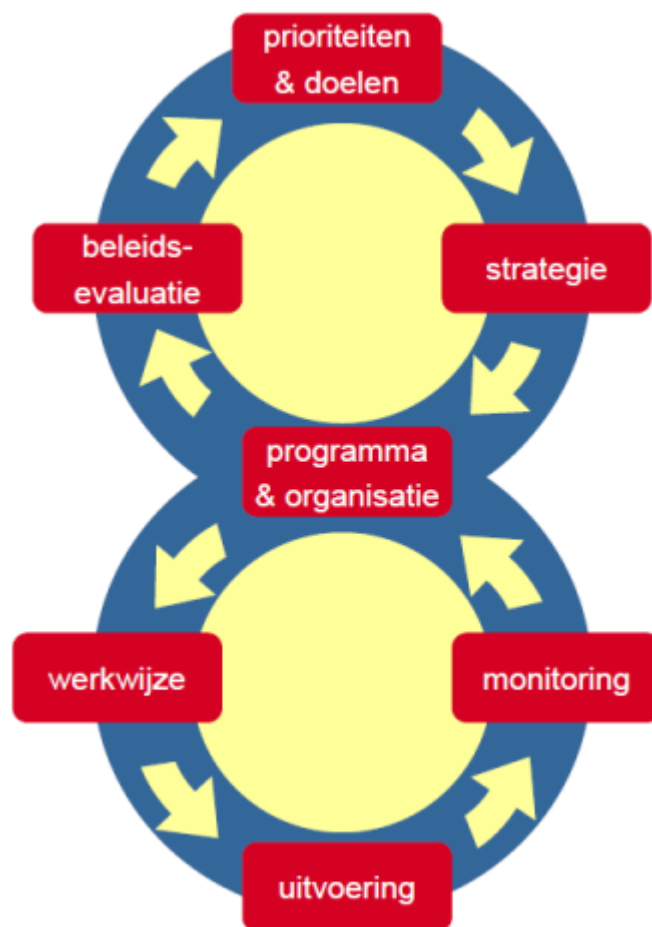 prioriteiten
& doelen
beleids-
evaluatie
strategie
programma
& organisatie
werkwijze
monitoring
uitvoering